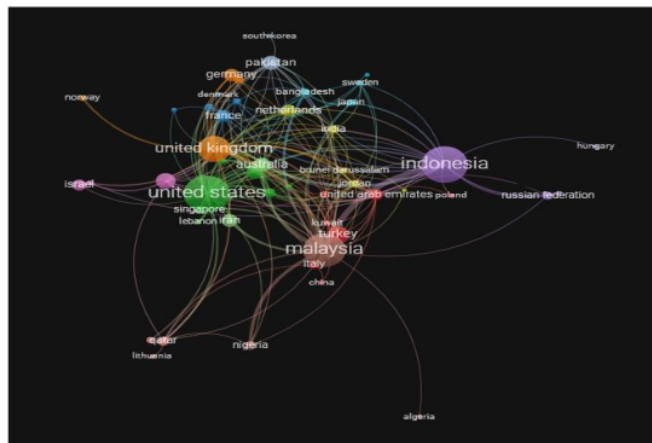 south korea
pakistan
germany
bangladesh
sweden
norway
denmark
japan
france
netherlands
india
united kingdom
hungary
australia
indonesia
brunei darussalam
israel
united states
jordan
united arab emirates
poland
russian federation
singapore
lebanon
iran
kuwait
turkey
malaysia
italy
china
qatar
nigeria
lithuania
algeria